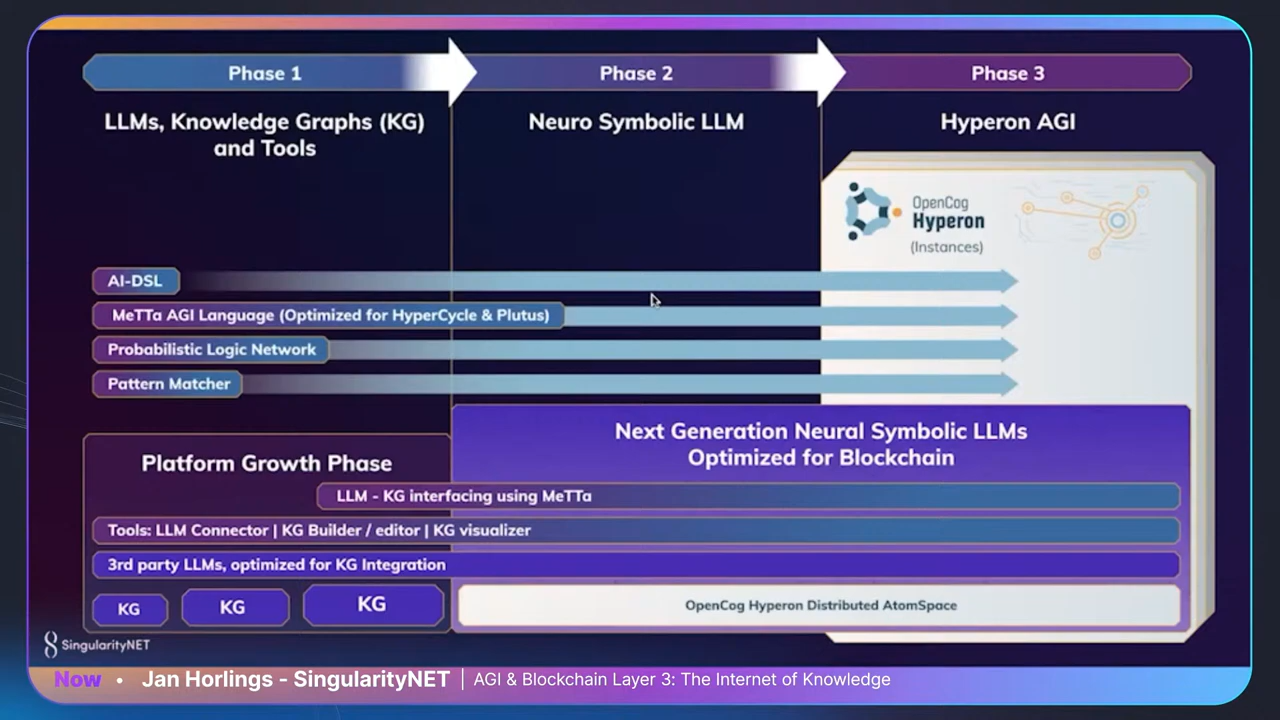 Phase 1
Phase 2
Phase 3
LLMs, Knowledge Graphs (KG)
and Tools
Neuro Symbolic LLM
Hyperon AGI
OpenCog
Hyperon
(Instances)
AI-DSL
MeTTa AGI Language (Optimized for HyperCycle & Plutus)
Probabilistic Logic Network
Pattern Matcher
Platform Growth Phase
Next Generation Neural Symbolic LLMs
Optimized for Blockchain
LLM - KG interfacing using MeTTa
Tools: LLM Connector | KG Builder / editor | KG visualizer
3rd party LLMs, optimized for KG Integration
KG
KG
KG
OpenCog Hyperon Distributed AtomSpace
SingularityNET
Now • Jan Horlings - SingularityNET | AGI & Blockchain Layer 3: The Internet of Knowledge